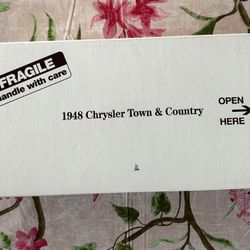 FRAGILE
handle with care
1948 Chrysler Town & Country
OPEN
HERE